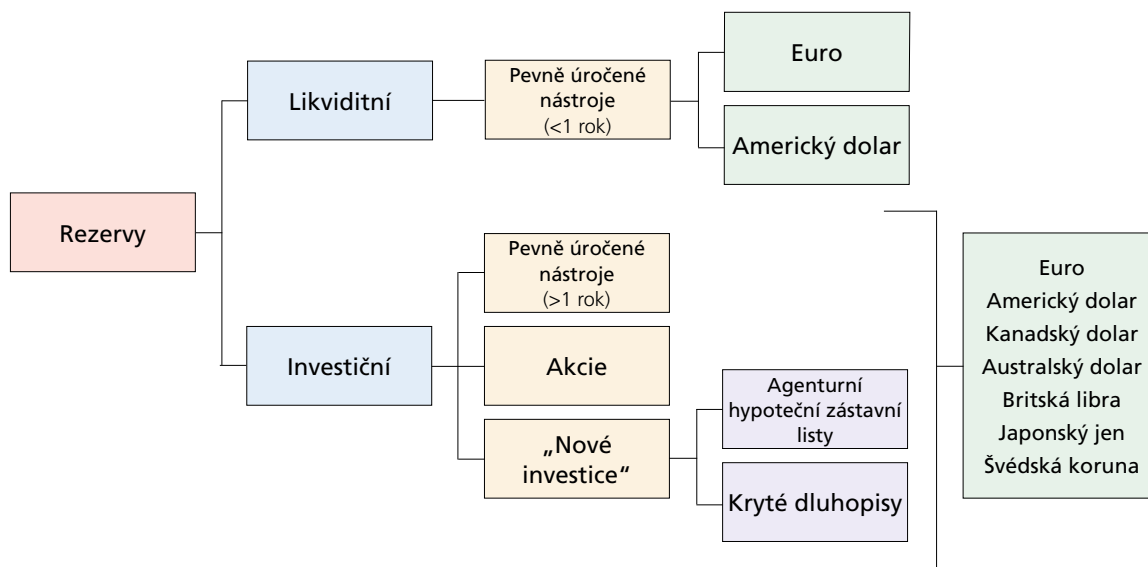 Rezervy
Likviditní
Pevně úročené
nástroje
(<1 rok)
Euro
Americký dolar
Investiční
Pevně úročené
nástroje
(>1 rok)
Akcie
„Nové
investice“
Agenturní
hypoteční zástavní
listy
Kryté dluhopisy
Euro
Americký dolar
Kanadský dolar
Australský dolar
Britská libra
Japonský jen
Švédská koruna